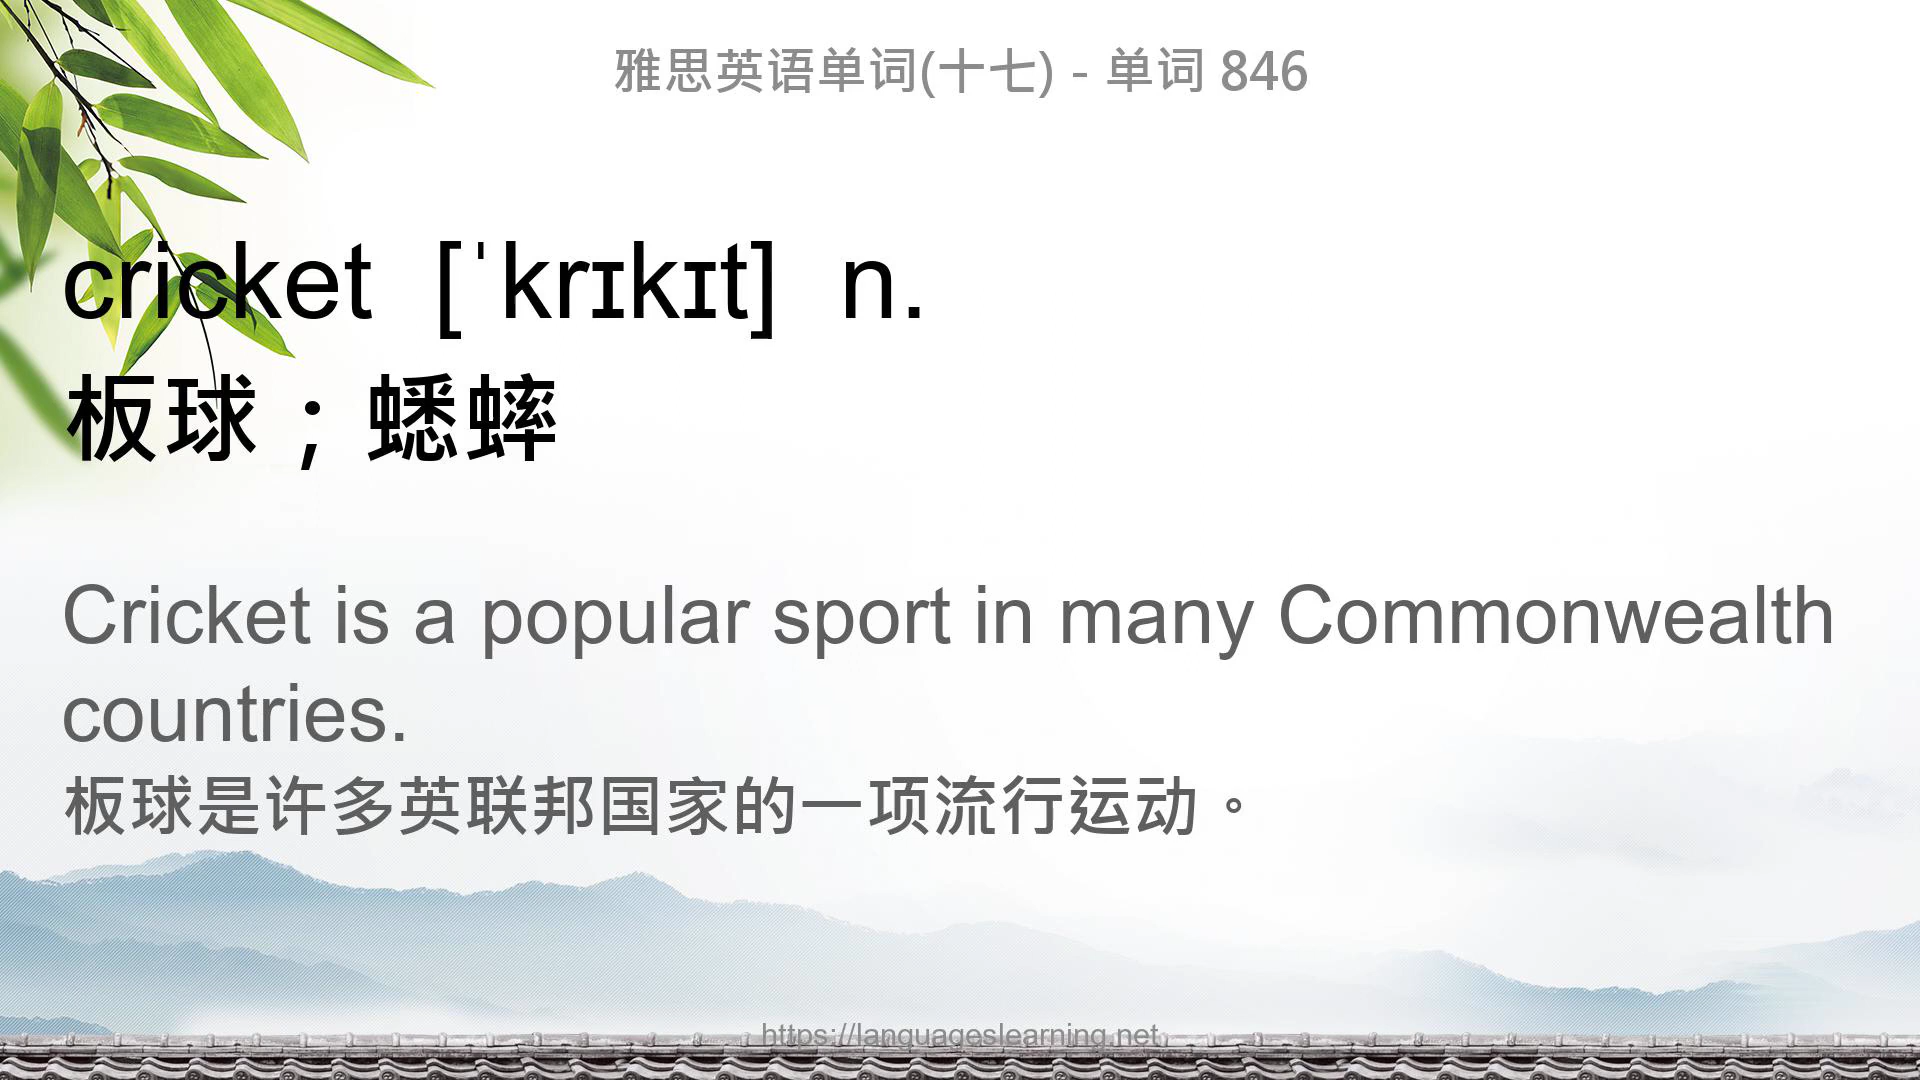 雅思英语单词(十七) - 单词 846
cricket [ˈkrɪkɪt] n.
板球；蟋蟀
Cricket is a popular sport in many Commonwealth
countries.
板球是许多英联邦国家的一项流行运动。
https://languageslearning.net